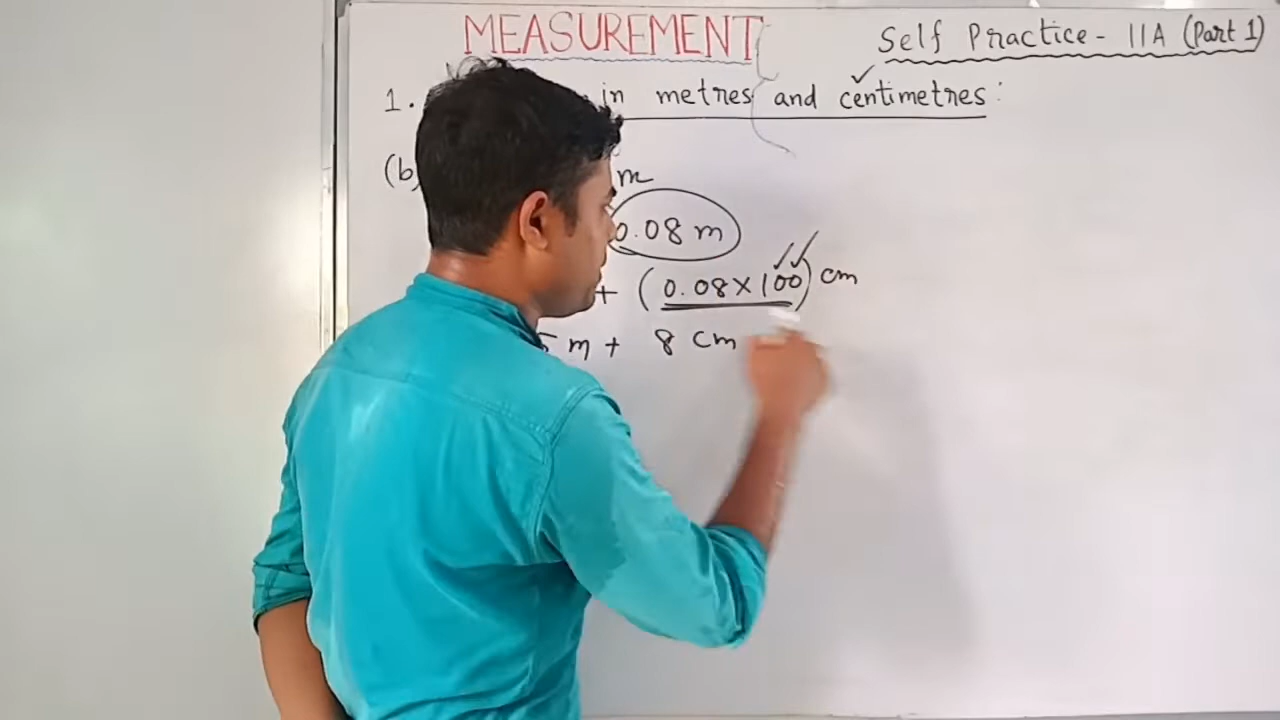 MEASUREMENT
Self Practice - 11A (Part 1)
1. in metres and centimetres:
(b) m
0.08 m
+ (0.08 × 100) cm
5 m + 8 cm